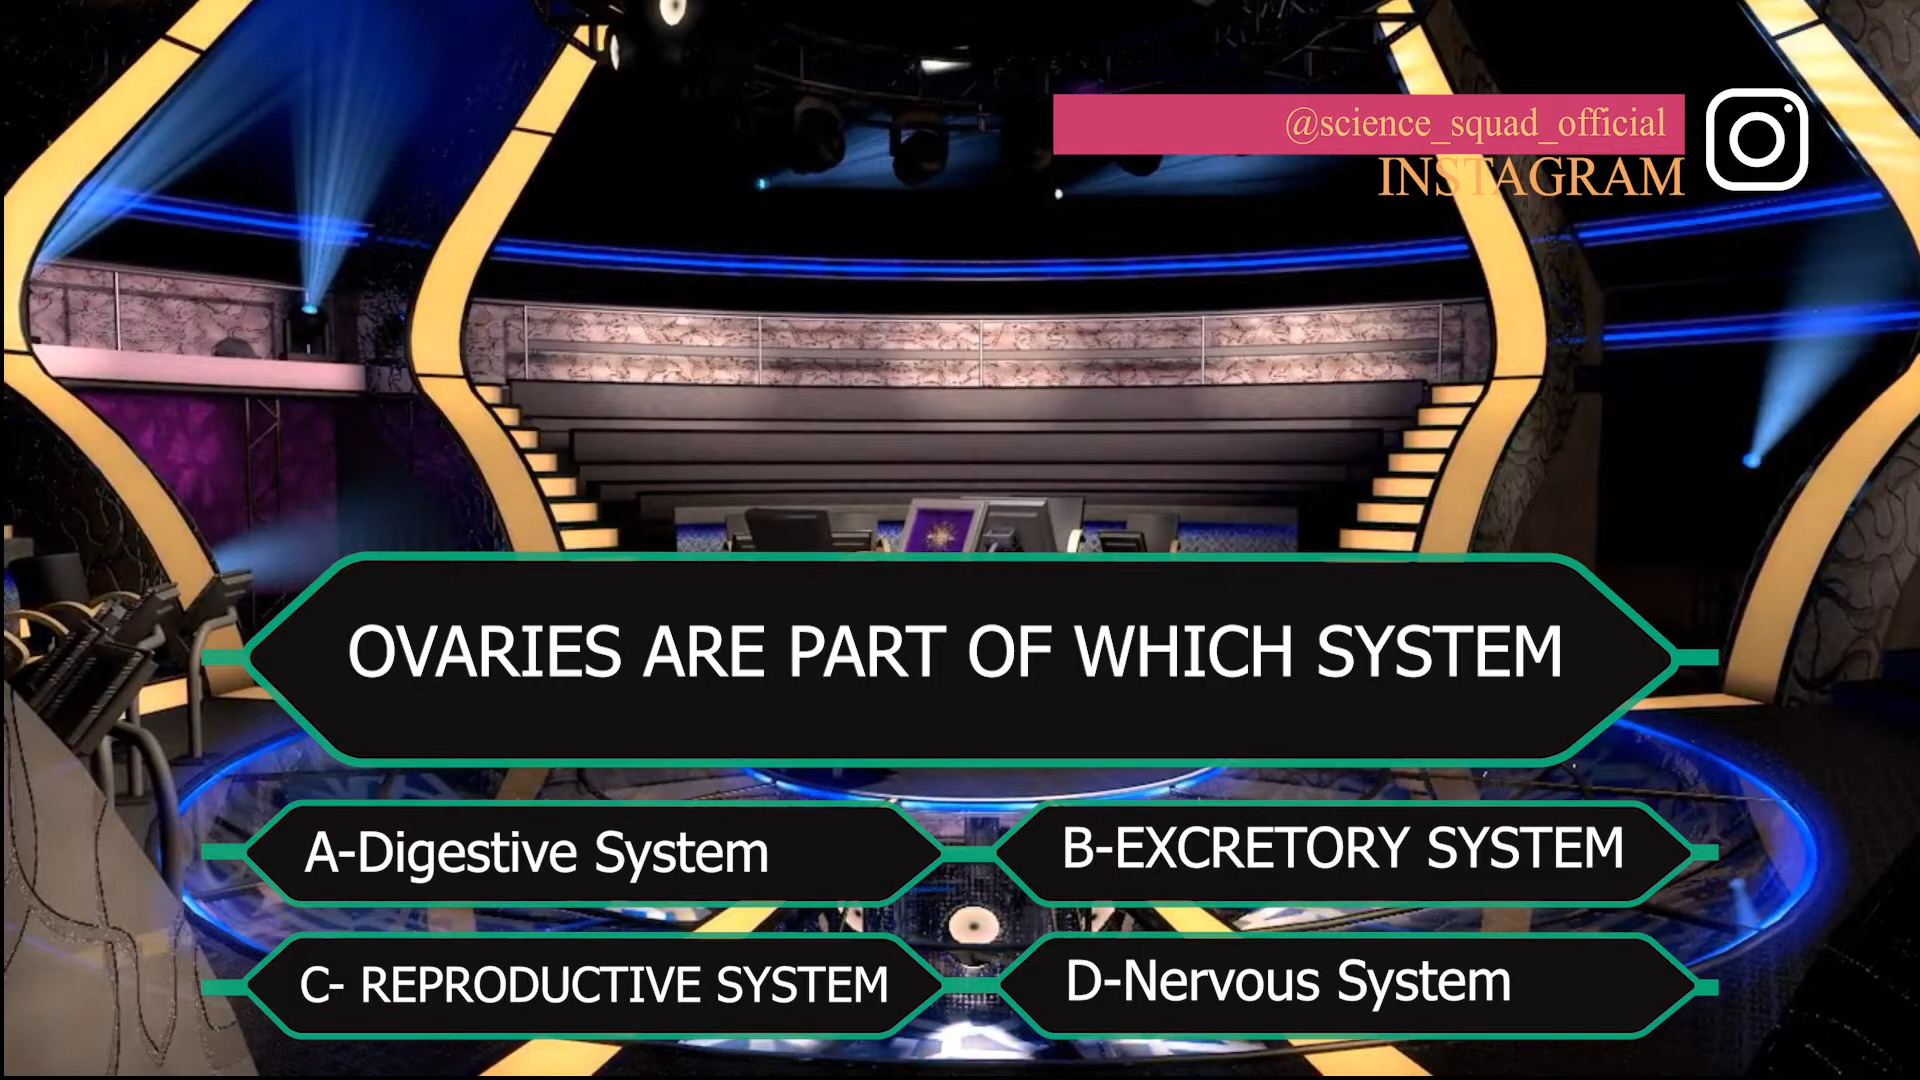 @science_squad_official
INSTAGRAM
OVARIES ARE PART OF WHICH SYSTEM
A-Digestive System
B-EXCRETORY SYSTEM
C- REPRODUCTIVE SYSTEM
D-Nervous System